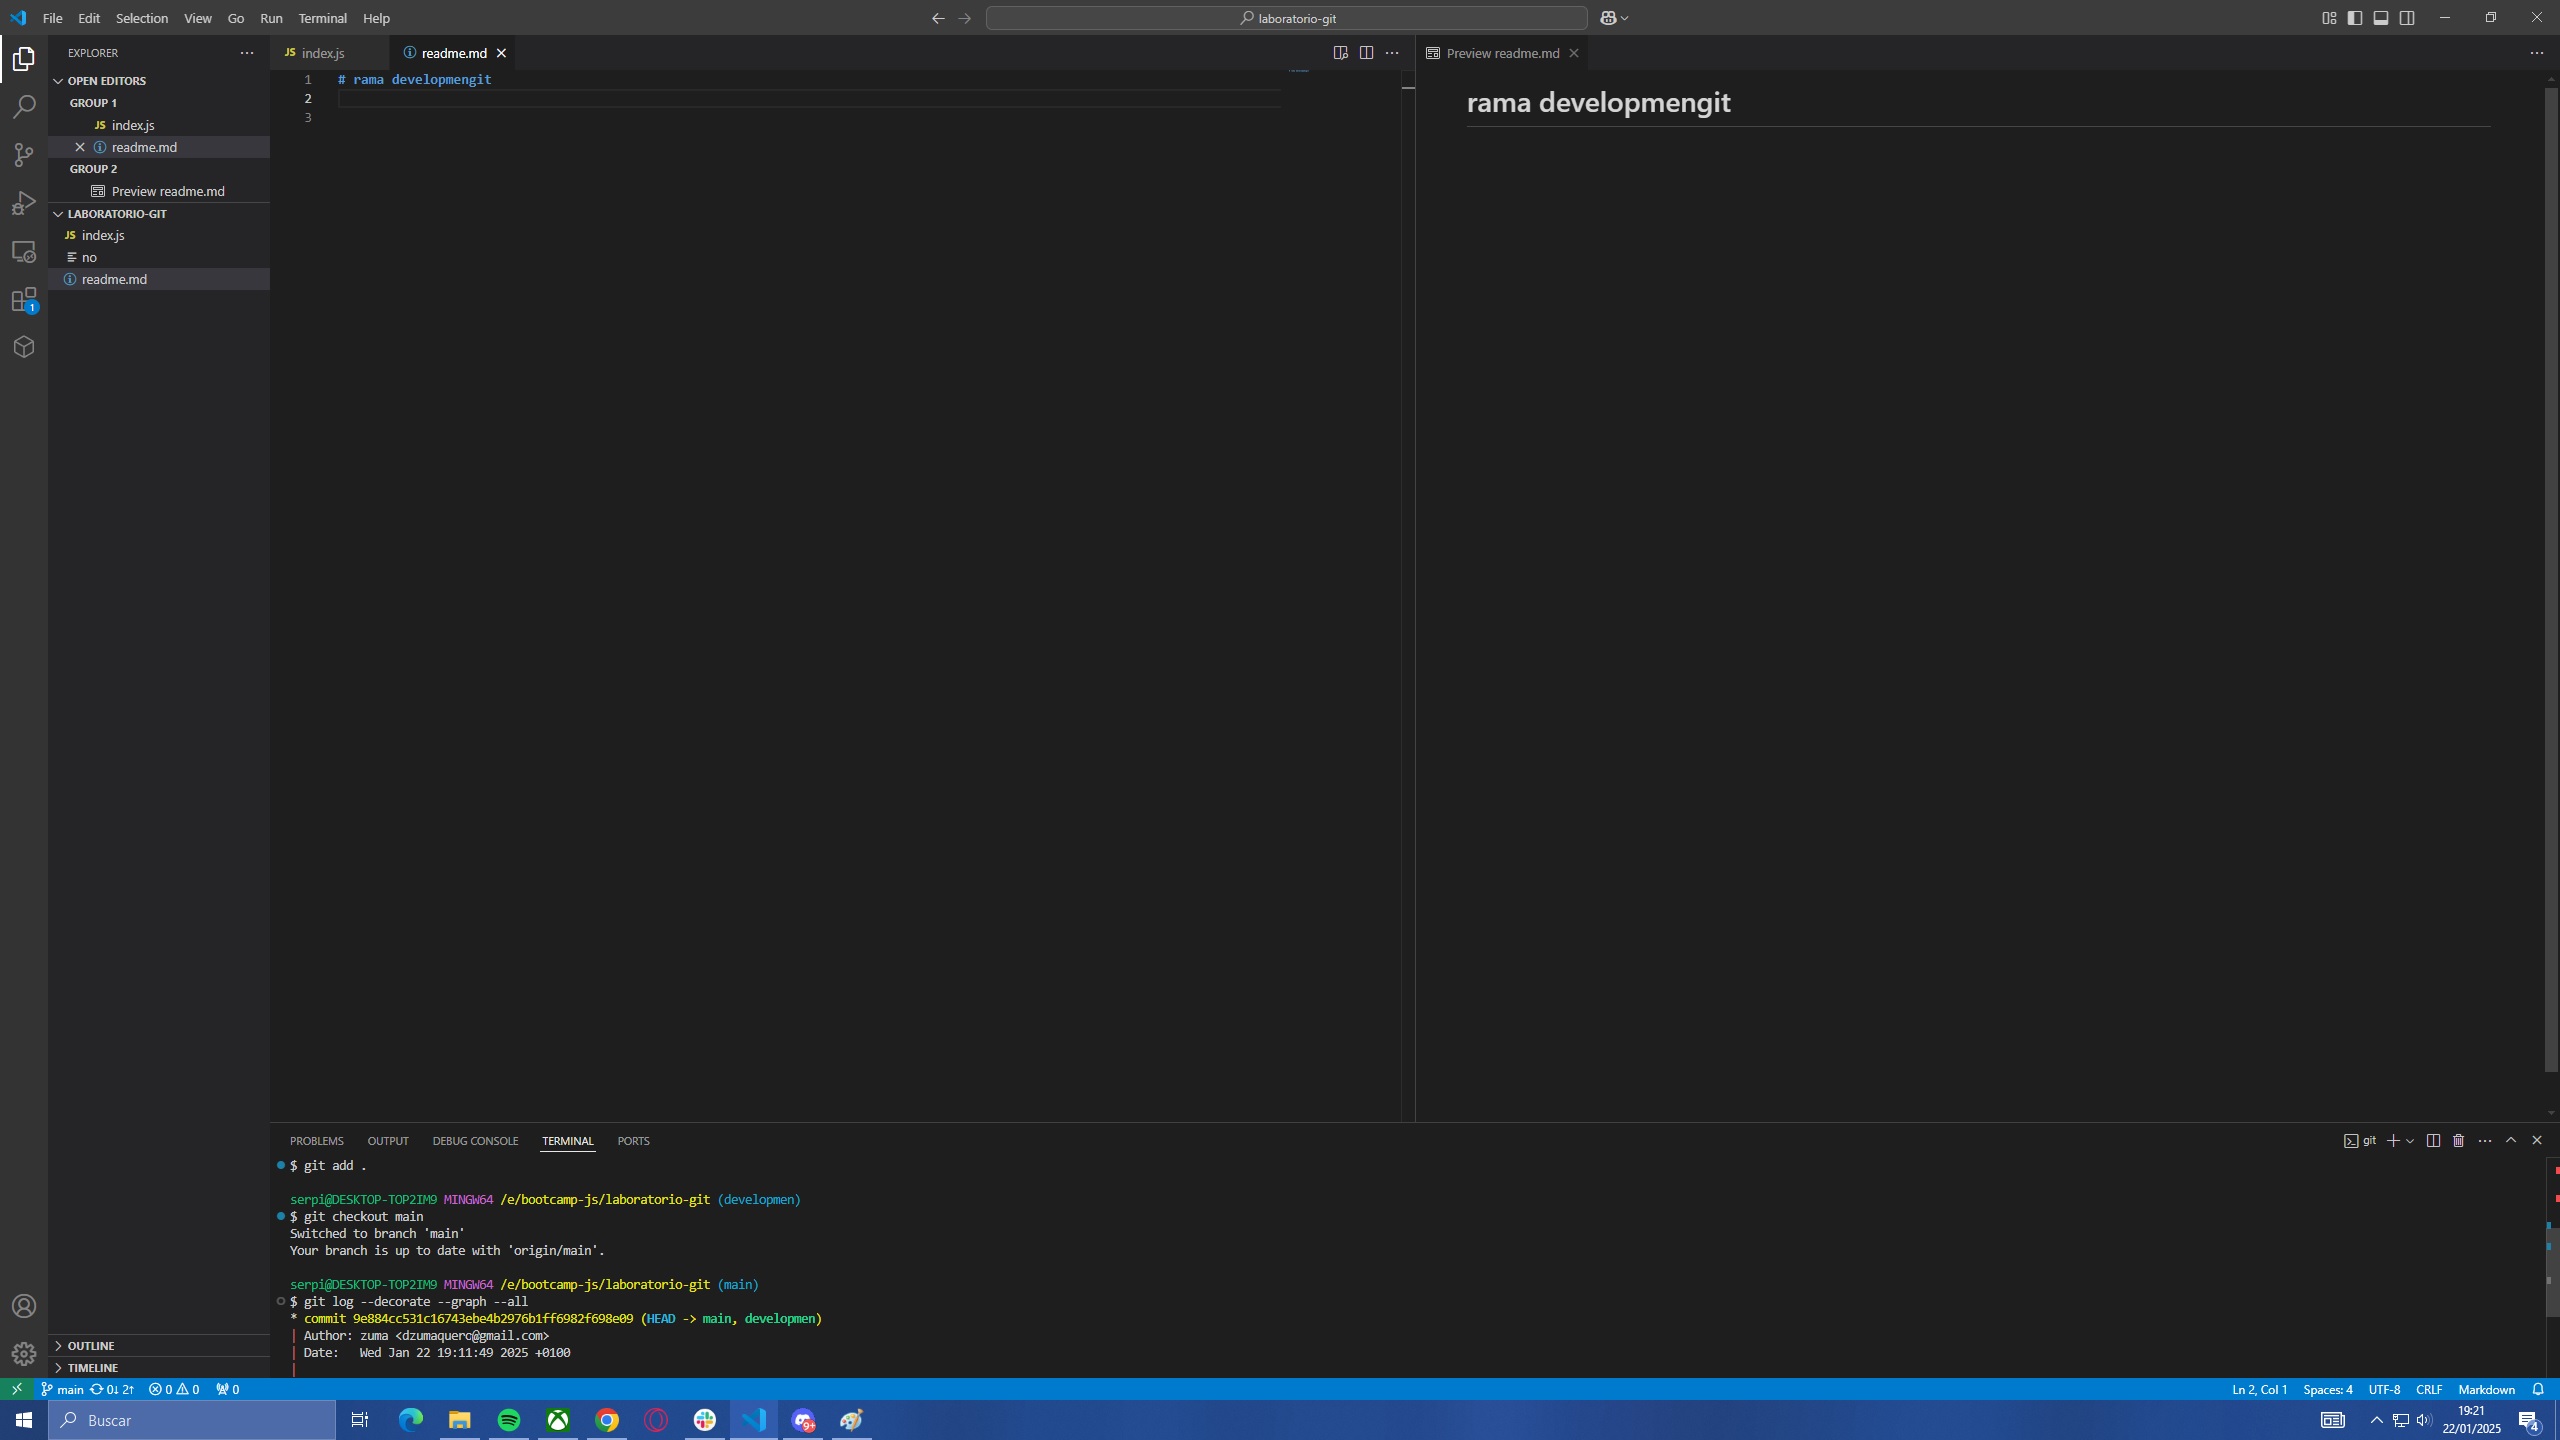 File Edit Selection View Go Run Terminal Help
laboratorio-git
EXPLORER
OPEN EDITORS
GROUP 1
JS index.js
readme.md
GROUP 2
Preview readme.md
LABORATORIO-GIT
JS index.js
no
readme.md
1
OUTLINE
TIMELINE
JS index.js
readme.md
1 # rama developmengit
2
3
Preview readme.md
rama developmengit
PROBLEMS OUTPUT DEBUG CONSOLE TERMINAL PORTS
git
$ git add .
serpi@DESKTOP-TOP2IM9 MINGW64 /e/bootcamp-js/laboratorio-git (developmen)
$ git checkout main
Switched to branch 'main'
Your branch is up to date with 'origin/main'.
serpi@DESKTOP-TOP2IM9 MINGW64 /e/bootcamp-js/laboratorio-git (main)
$ git log --decorate --graph --all
* commit 9e884cc531c16743ebe4b2976b1ff6982f698e09 (HEAD -> main, developmen)
| Author: zuma <dzumaquero@gmail.com>
| Date:   Wed Jan 22 19:11:49 2025 +0100
|
main 0↓ 2↑ 0 0 0
Ln 2, Col 1 Spaces: 4 UTF-8 CRLF Markdown
Buscar
9+
19:21
22/01/2025
4